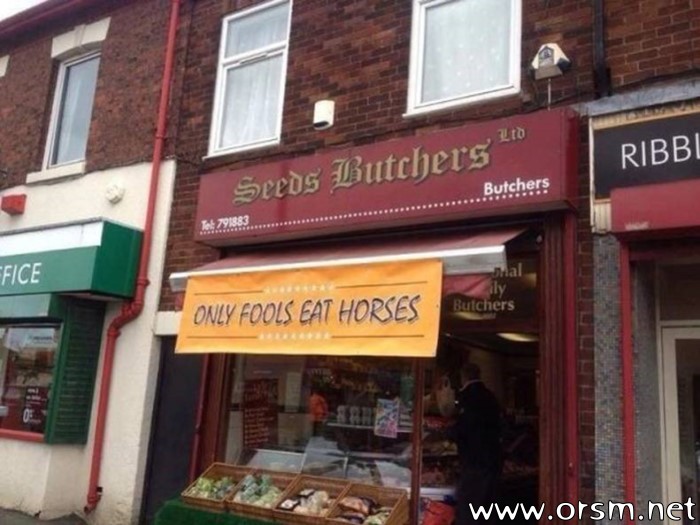 Seeds Butchers Ltd
Butchers
Tel: 791883
ONLY FOOLS EAT HORSES
FFICE
RIBBL
Butchers
www.orsm.net